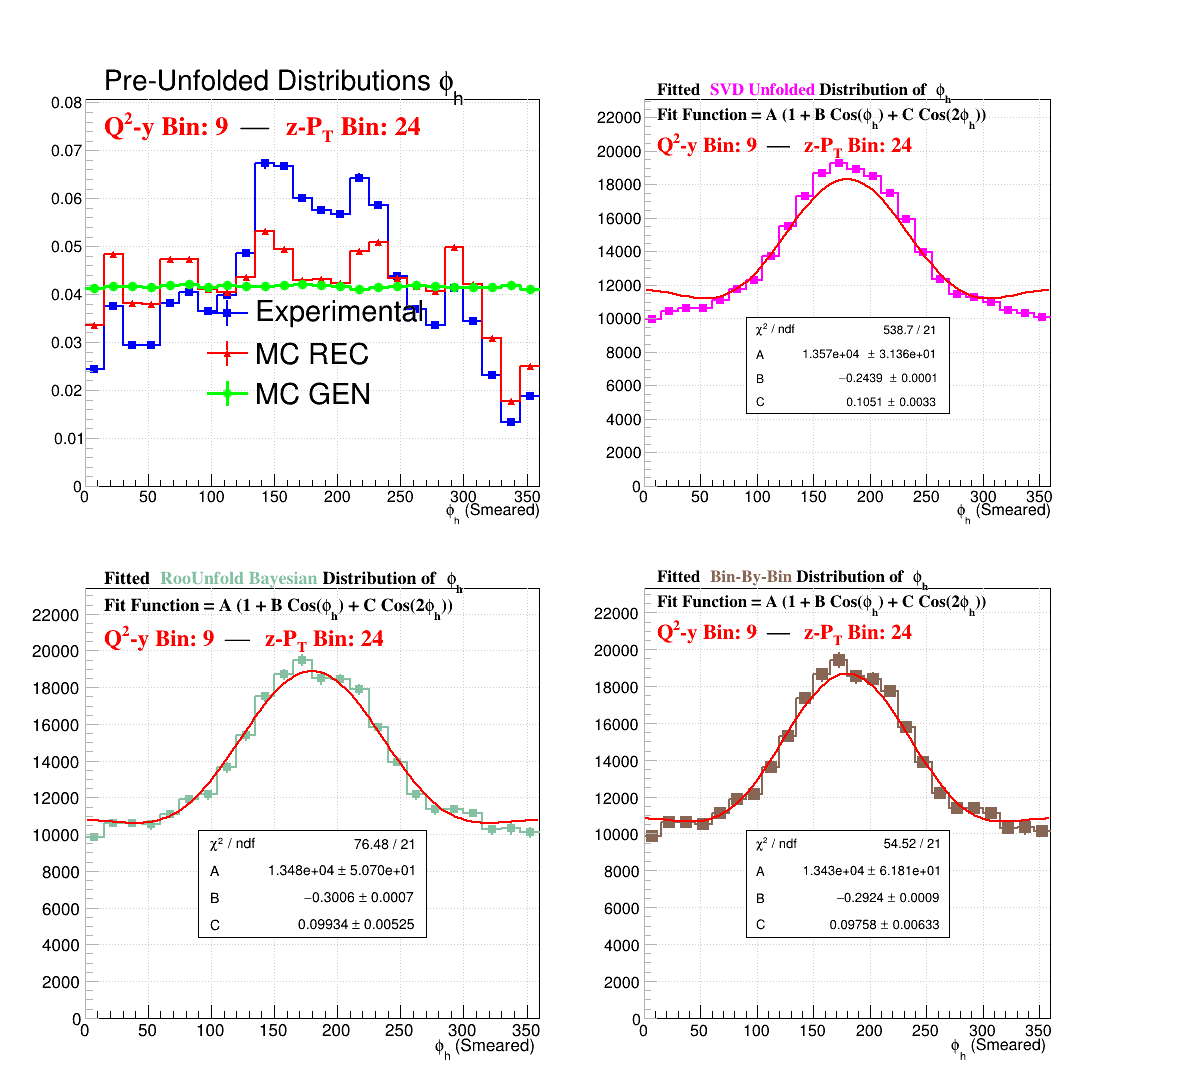 Pre-Unfolded Distributions ϕh
Q²-y Bin: 9 — z-PT Bin: 24
0.08
0.07
0.06
0.05
0.04
0.03
0.02
0.01
0
Experimental
MC REC
MC GEN
0 50 100 150 200 250 300 350
ϕh (Smeared)
Fitted SVD Unfolded Distribution of ϕh
Fit Function = A (1 + B Cos(ϕh) + C Cos(2ϕh))
Q²-y Bin: 9 — z-PT Bin: 24
22000
20000
18000
16000
14000
12000
10000
8000
6000
4000
2000
0
χ² / ndf 538.7 / 21
A 1.357e+04 ± 3.136e+01
B −0.2439 ± 0.0001
C 0.1051 ± 0.0033
0 50 100 150 200 250 300 350
ϕh (Smeared)
Fitted RooUnfold Bayesian Distribution of ϕh
Fit Function = A (1 + B Cos(ϕh) + C Cos(2ϕh))
Q²-y Bin: 9 — z-PT Bin: 24
22000
20000
18000
16000
14000
12000
10000
8000
6000
4000
2000
0
χ² / ndf 76.48 / 21
A 1.348e+04 ± 5.070e+01
B −0.3006 ± 0.0007
C 0.09934 ± 0.00525
0 50 100 150 200 250 300 350
ϕh (Smeared)
Fitted Bin-By-Bin Distribution of ϕh
Fit Function = A (1 + B Cos(ϕh) + C Cos(2ϕh))
Q²-y Bin: 9 — z-PT Bin: 24
22000
20000
18000
16000
14000
12000
10000
8000
6000
4000
2000
0
χ² / ndf 54.52 / 21
A 1.343e+04 ± 6.181e+01
B −0.2924 ± 0.0009
C 0.09758 ± 0.00633
0 50 100 150 200 250 300 350
ϕh (Smeared)